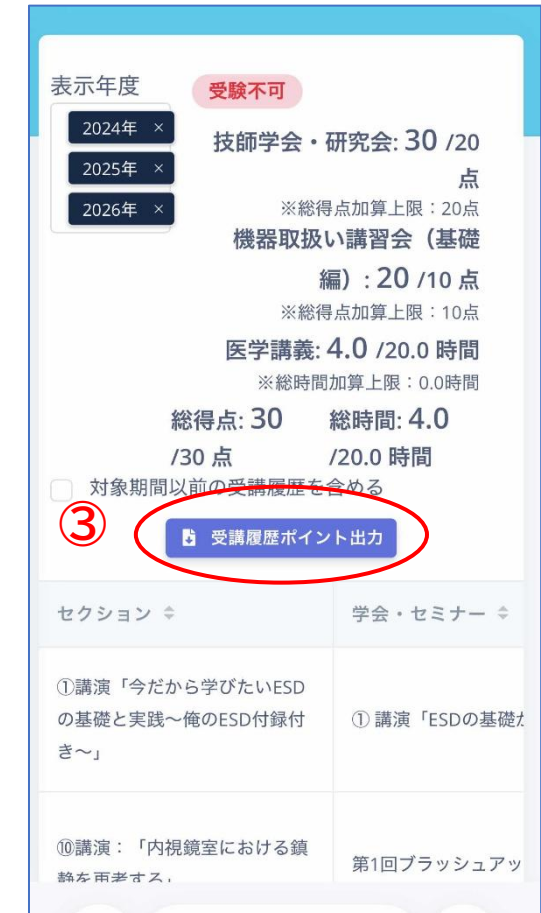 表示年度
受験不可
2024年 ×
2025年 ×
2026年 ×
技師学会・研究会: 30 /20
点
※総得点加算上限：20点
機器取扱い講習会（基礎
編）: 20 /10 点
※総得点加算上限：10点
医学講義: 4.0 /20.0 時間
※総時間加算上限：0.0時間
総得点: 30
/30 点
総時間: 4.0
/20.0 時間
対象期間以前の受講履歴を含める
③
受講履歴ポイント出力
セクション
学会・セミナー
①講演「今だから学びたいESD
の基礎と実践～俺のESD付録付
き～」
① 講演「ESDの基礎か
⑩講演：「内視鏡室における鎮
静を再考する」
第1回ブラッシュアッ